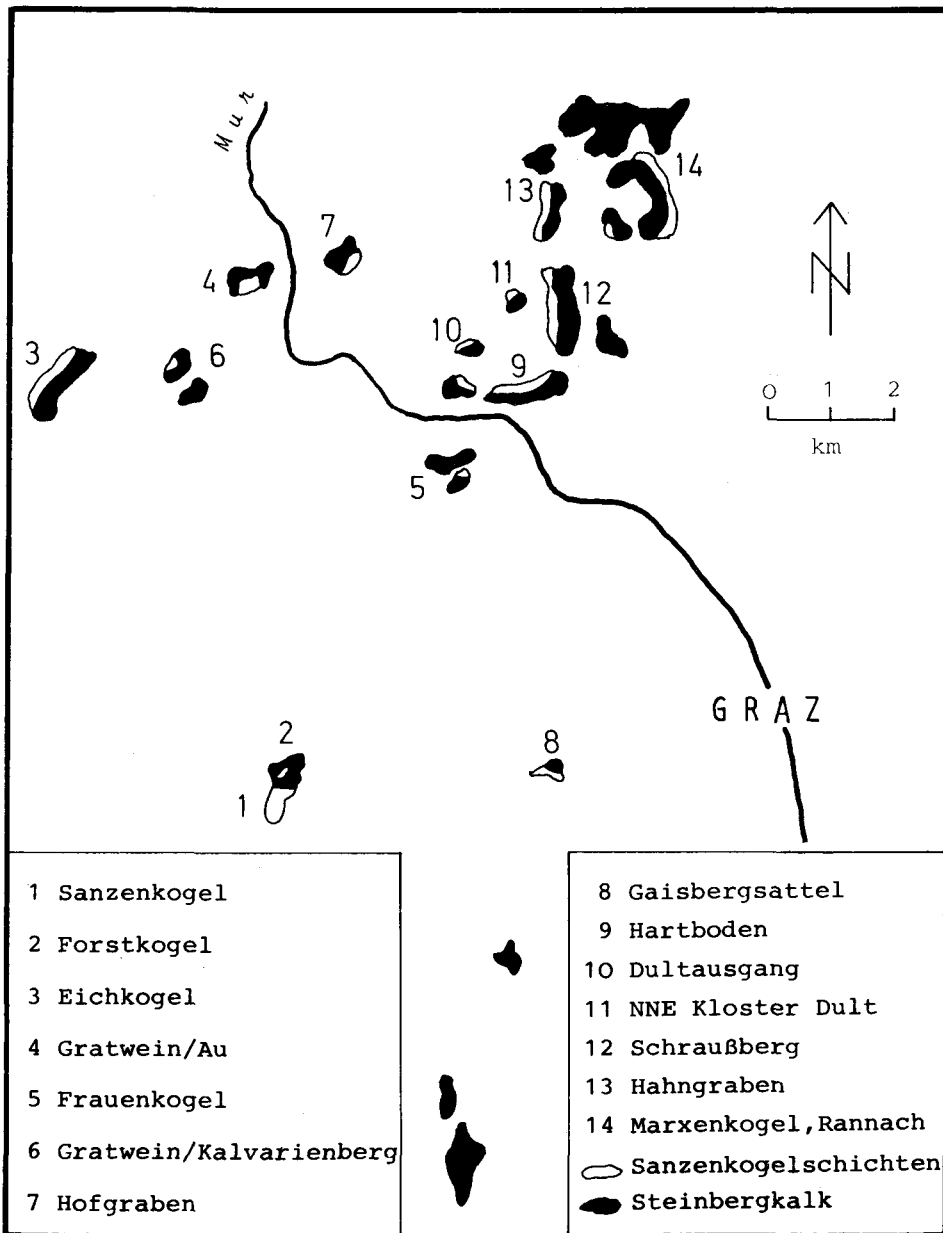 Mur
14
13
7
4
11
12
10
3
6
9
N
0 1 2
km
5
GRAZ
2
8
1
1 Sanzenkogel
2 Forstkogel
3 Eichkogel
4 Gratwein/Au
5 Frauenkogel
6 Gratwein/Kalvarienberg
7 Hofgraben
8 Gaisbergsattel
9 Hartboden
10 Dultausgang
11 NNE Kloster Dult
12 Schraußberg
13 Hahngraben
14 Marxenkogel,Rannach
Sanzenkogelschichten
Steinbergkalk